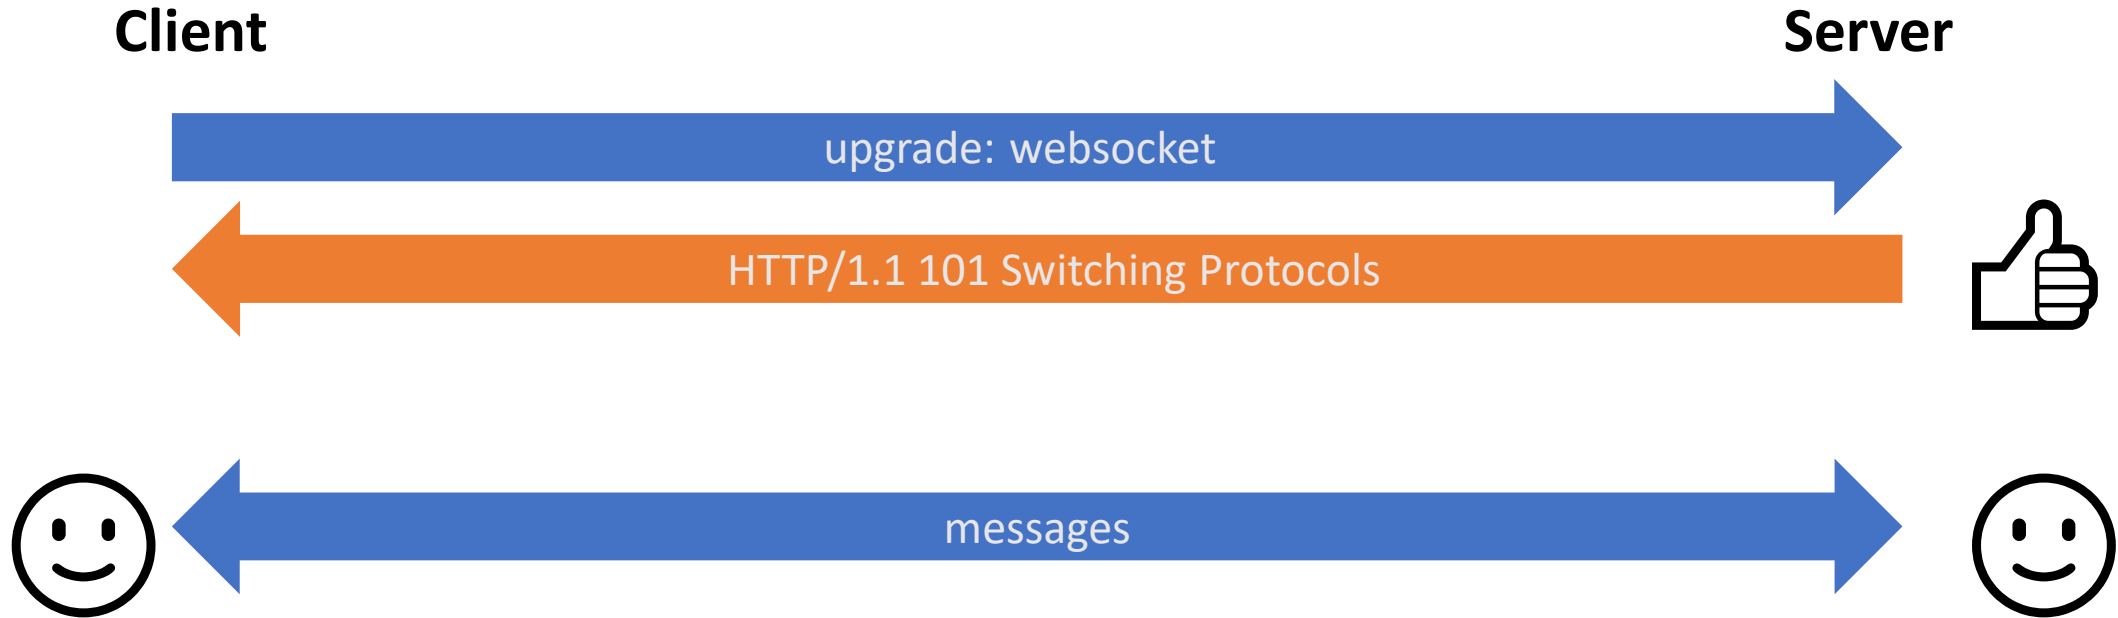 Client
Server
upgrade: websocket
HTTP/1.1 101 Switching Protocols
messages